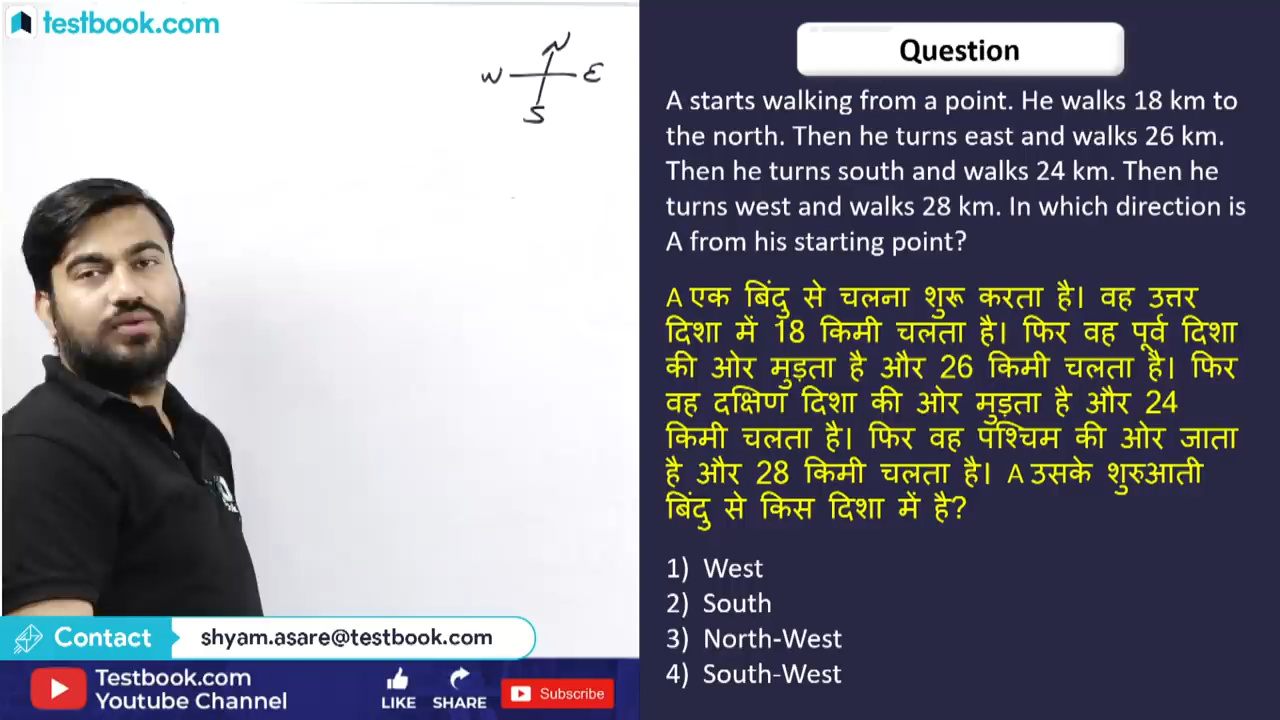 testbook.com
N
W E
S
Question
A starts walking from a point. He walks 18 km to
the north. Then he turns east and walks 26 km.
Then he turns south and walks 24 km. Then he
turns west and walks 28 km. In which direction is
A from his starting point?
A एक बिंदु से चलना शुरू करता है। वह उत्तर
दिशा में 18 किमी चलता है। फिर वह पूर्व दिशा
की ओर मुड़ता है और 26 किमी चलता है। फिर
वह दक्षिण दिशा की ओर मुड़ता है और 24
किमी चलता है। फिर वह पश्चिम की ओर जाता
है और 28 किमी चलता है। A उसके शुरुआती
बिंदु से किस दिशा में है?
1) West
2) South
3) North-West
4) South-West
Contact shyam.asare@testbook.com
Testbook.com
Youtube Channel
LIKE SHARE Subscribe